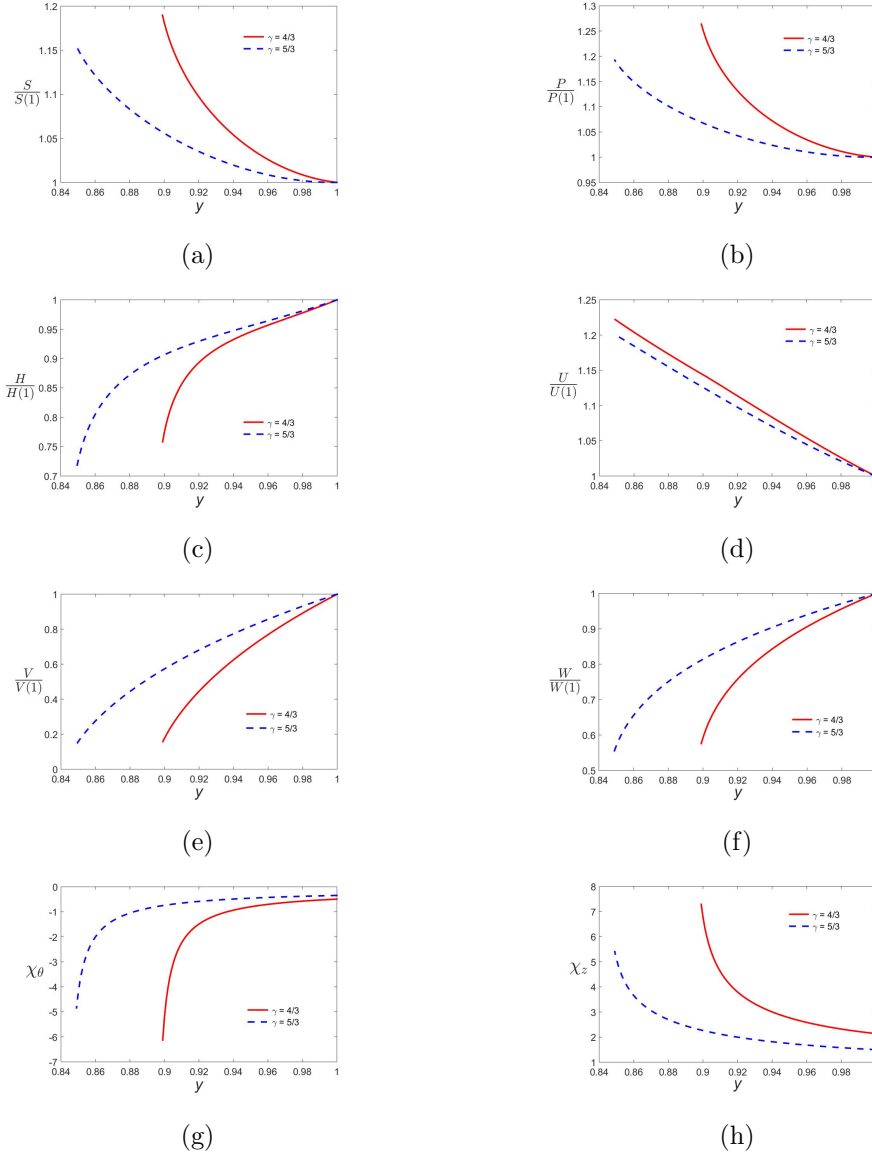 1.2
1.15
S/S(1)
1.1
1.05
1
0.84 0.86 0.88 0.9 0.92 0.94 0.96 0.98 1
y
γ = 4/3
γ = 5/3
(a)
1.3
1.25
1.2
1.15
P/P(1)
1.1
1.05
1
0.95
0.84 0.86 0.88 0.9 0.92 0.94 0.96 0.98
y
γ = 4/3
γ = 5/3
(b)
1
0.95
0.9
H/H(1)
0.85
0.8
0.75
0.7
0.84 0.86 0.88 0.9 0.92 0.94 0.96 0.98 1
y
γ = 4/3
γ = 5/3
(c)
1.25
1.2
1.15
U/U(1)
1.1
1.05
1
0.84 0.86 0.88 0.9 0.92 0.94 0.96 0.98
y
γ = 4/3
γ = 5/3
(d)
1
0.8
0.6
V/V(1)
0.4
0.2
0
0.84 0.86 0.88 0.9 0.92 0.94 0.96 0.98 1
y
γ = 4/3
γ = 5/3
(e)
1
0.9
0.8
W/W(1)
0.7
0.6
0.5
0.84 0.86 0.88 0.9 0.92 0.94 0.96 0.98
y
γ = 4/3
γ = 5/3
(f)
0
-1
-2
-3
χθ
-4
-5
-6
-7
0.84 0.86 0.88 0.9 0.92 0.94 0.96 0.98 1
y
γ = 4/3
γ = 5/3
(g)
8
7
6
5
χz
4
3
2
1
0.84 0.86 0.88 0.9 0.92 0.94 0.96 0.98
y
γ = 4/3
γ = 5/3
(h)